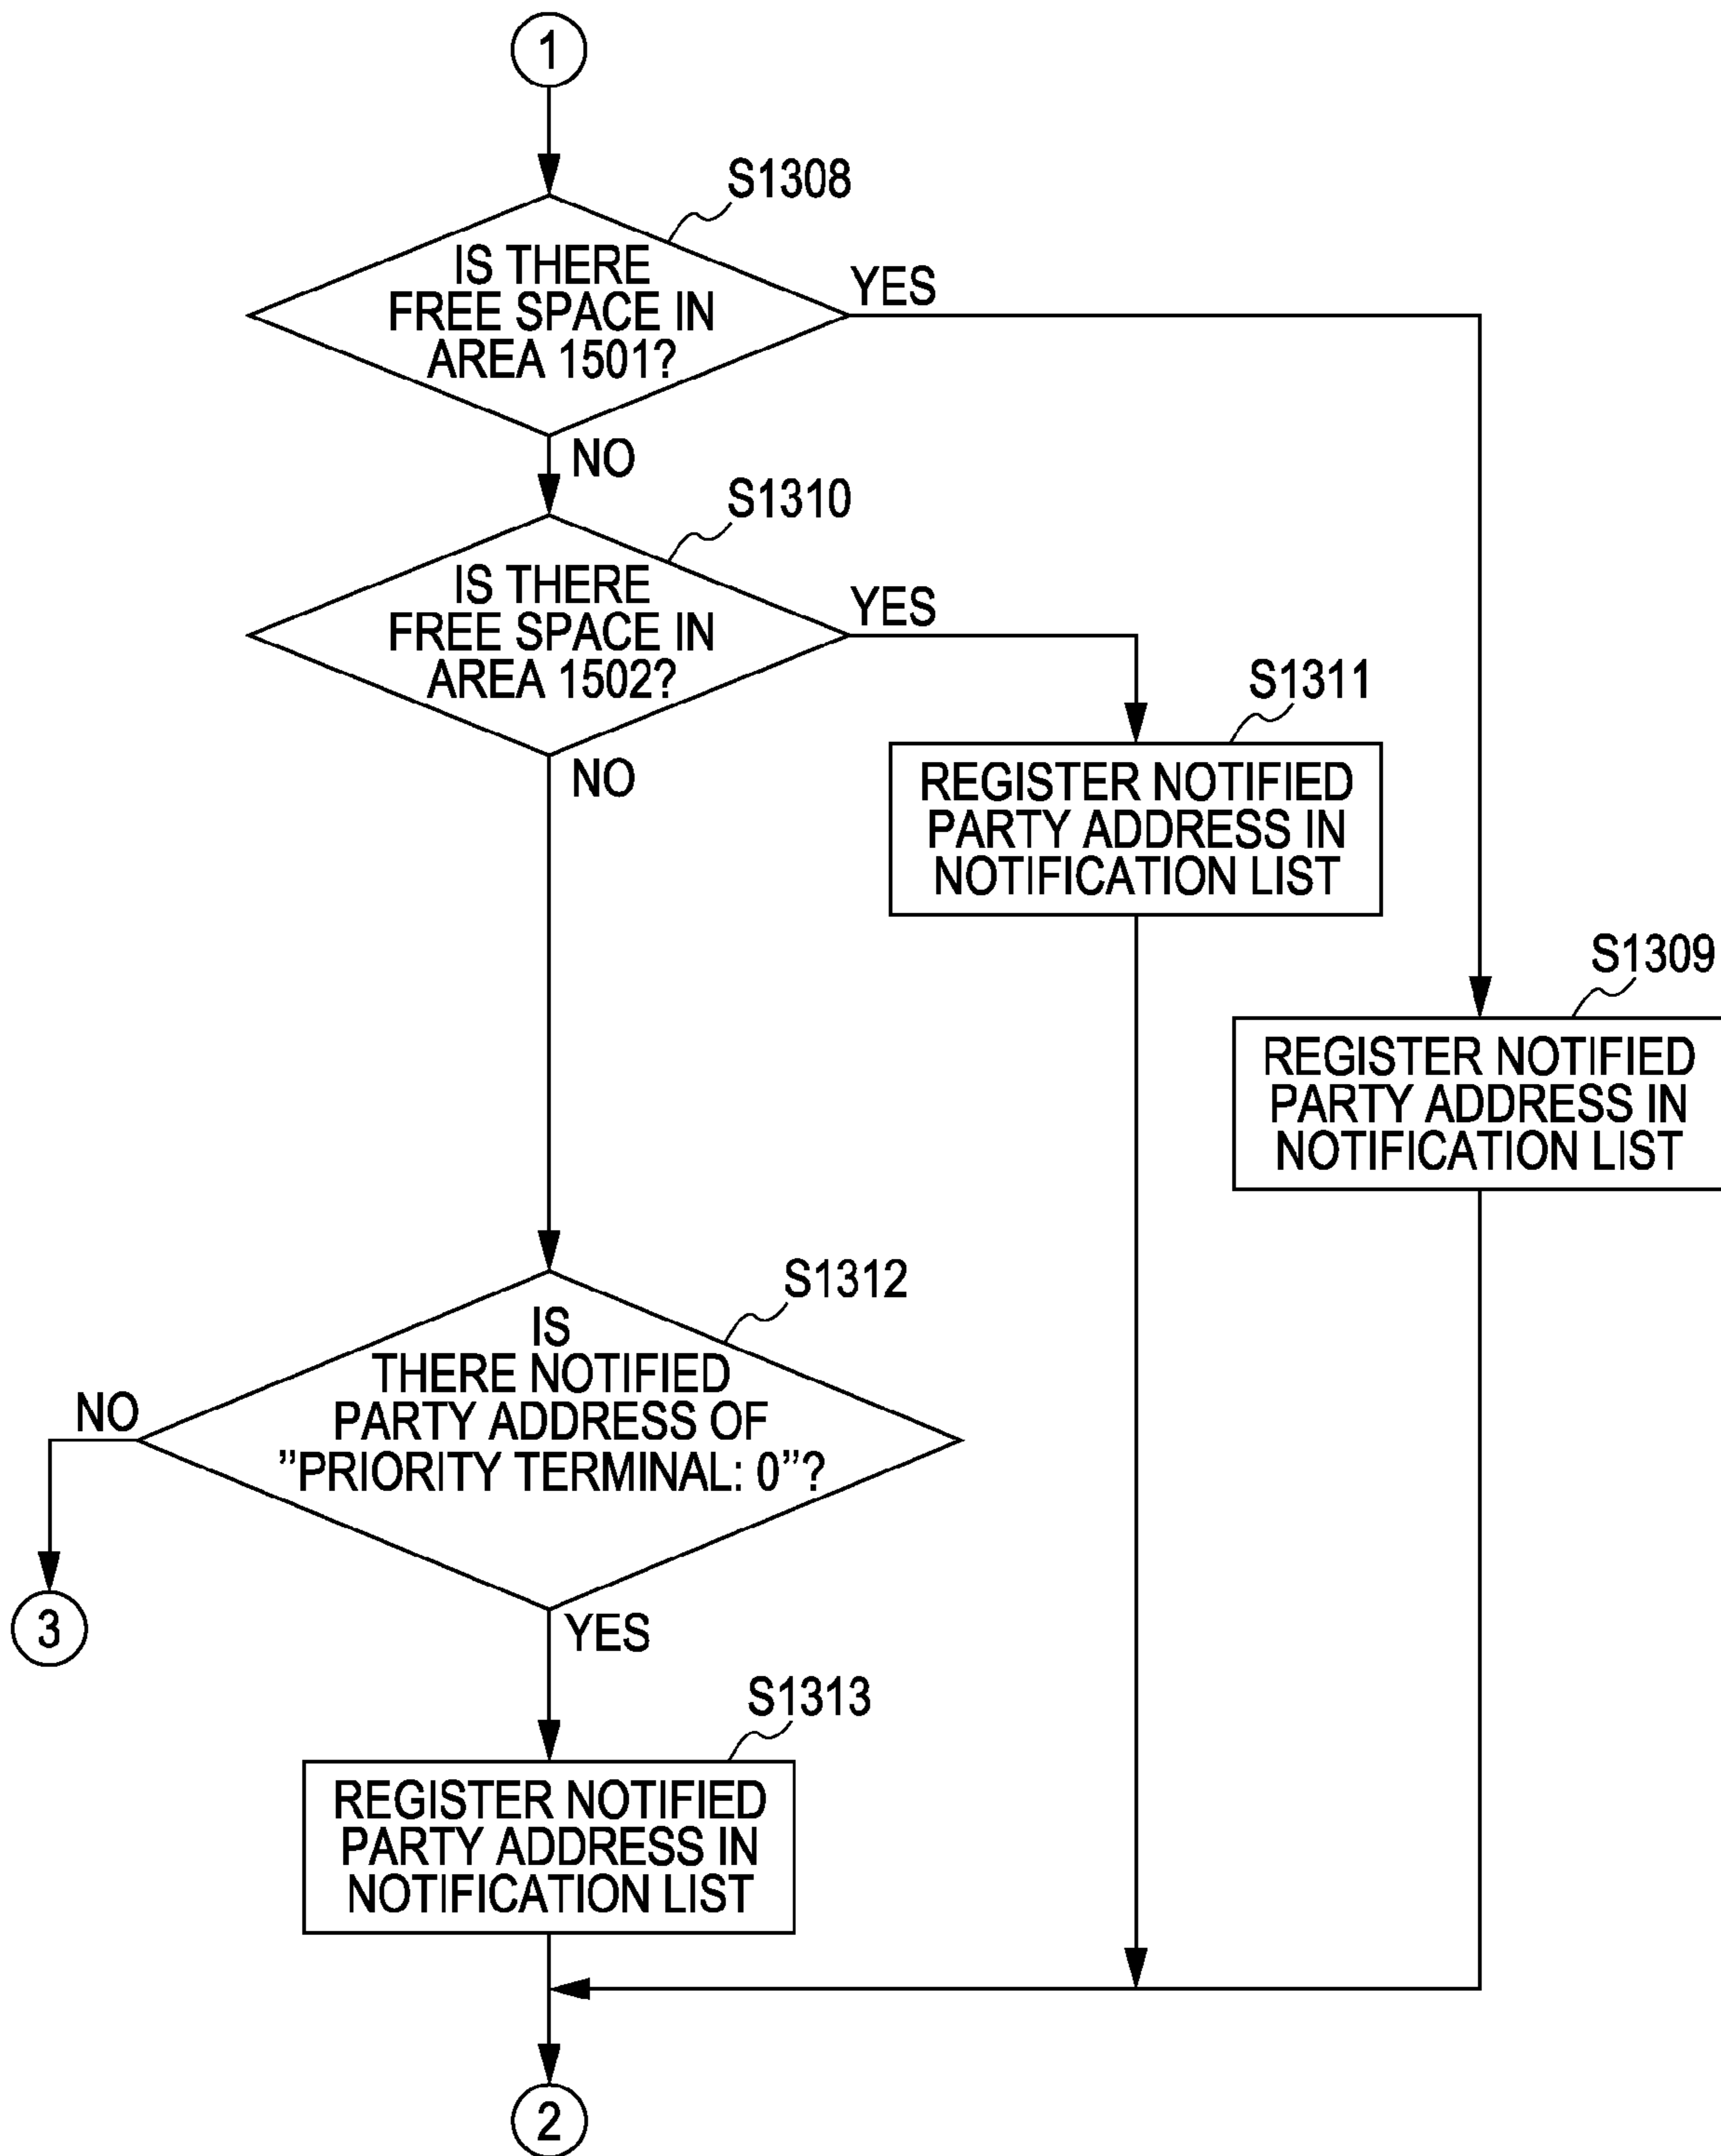 1
S1308
IS THERE
FREE SPACE IN
AREA 1501?
YES
NO
S1310
IS THERE
FREE SPACE IN
AREA 1502?
YES
NO
S1311
REGISTER NOTIFIED
PARTY ADDRESS IN
NOTIFICATION LIST
S1309
REGISTER NOTIFIED
PARTY ADDRESS IN
NOTIFICATION LIST
S1312
IS
THERE NOTIFIED
PARTY ADDRESS OF
"PRIORITY TERMINAL: 0"?
NO
3
YES
S1313
REGISTER NOTIFIED
PARTY ADDRESS IN
NOTIFICATION LIST
2